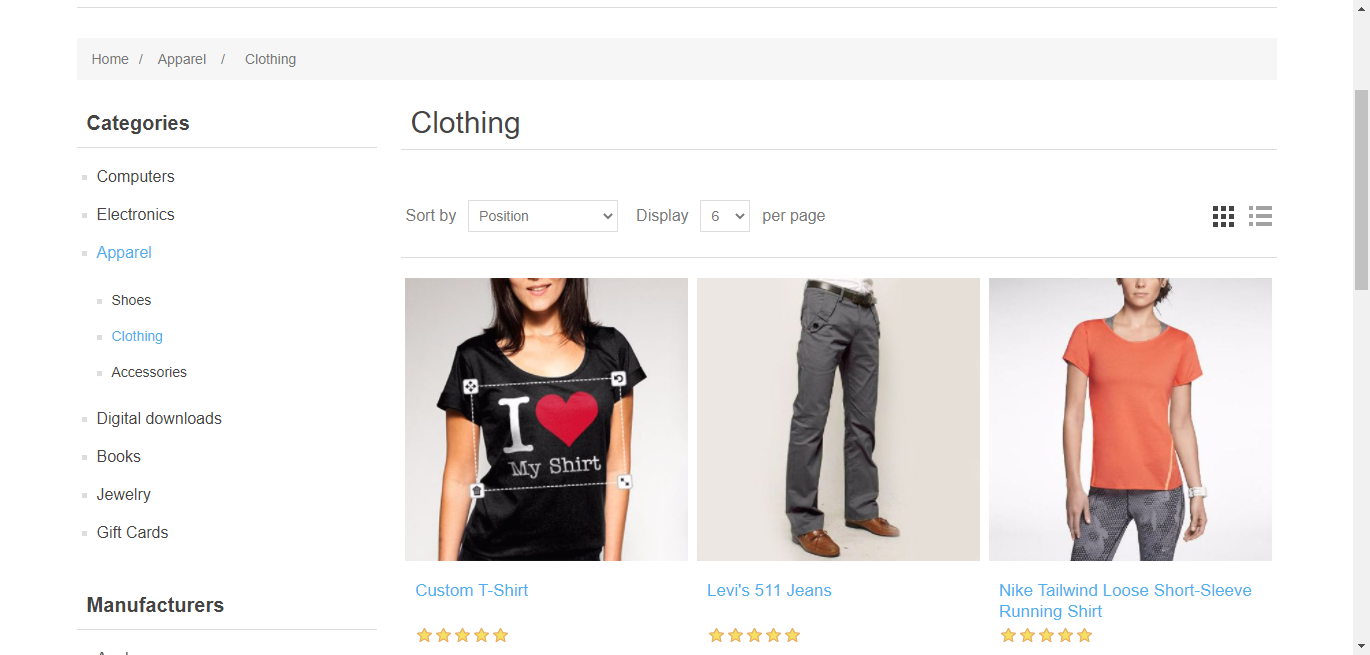 Home / Apparel / Clothing
Categories
Computers
Electronics
Apparel
Shoes
Clothing
Accessories
Digital downloads
Books
Jewelry
Gift Cards
Manufacturers
Clothing
Sort by Position Display 6 per page
I
My Shirt
Custom T-Shirt
Levi's 511 Jeans
Nike Tailwind Loose Short-Sleeve
Running Shirt